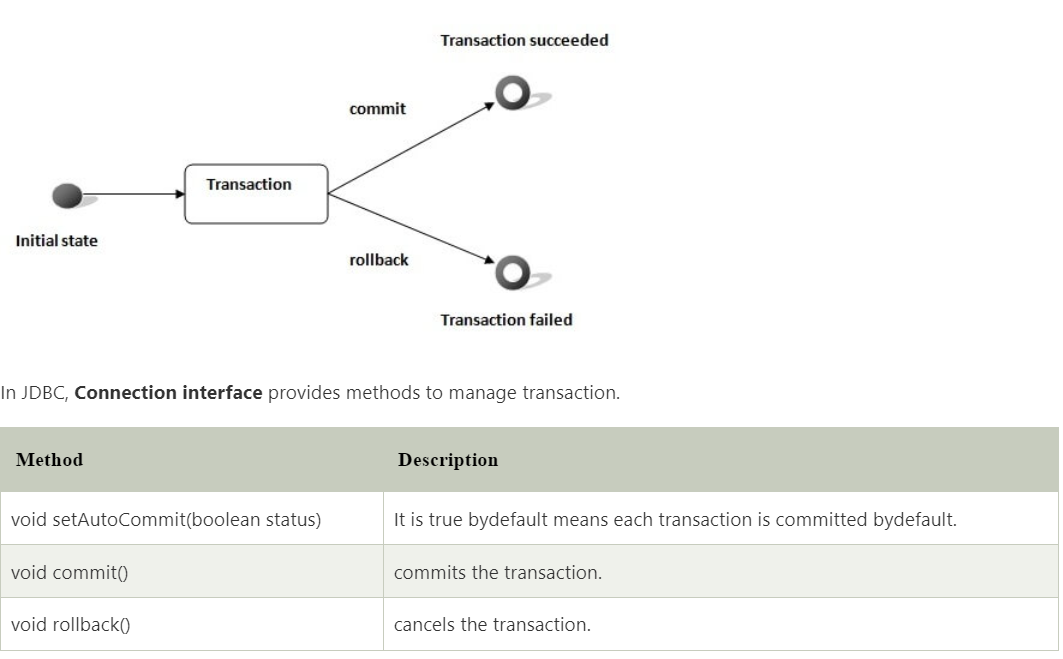 Transaction succeeded
commit
Transaction
Initial state
rollback
Transaction failed
In JDBC, Connection interface provides methods to manage transaction.
Method Description
void setAutoCommit(boolean status) It is true bydefault means each transaction is committed bydefault.
void commit() commits the transaction.
void rollback() cancels the transaction.